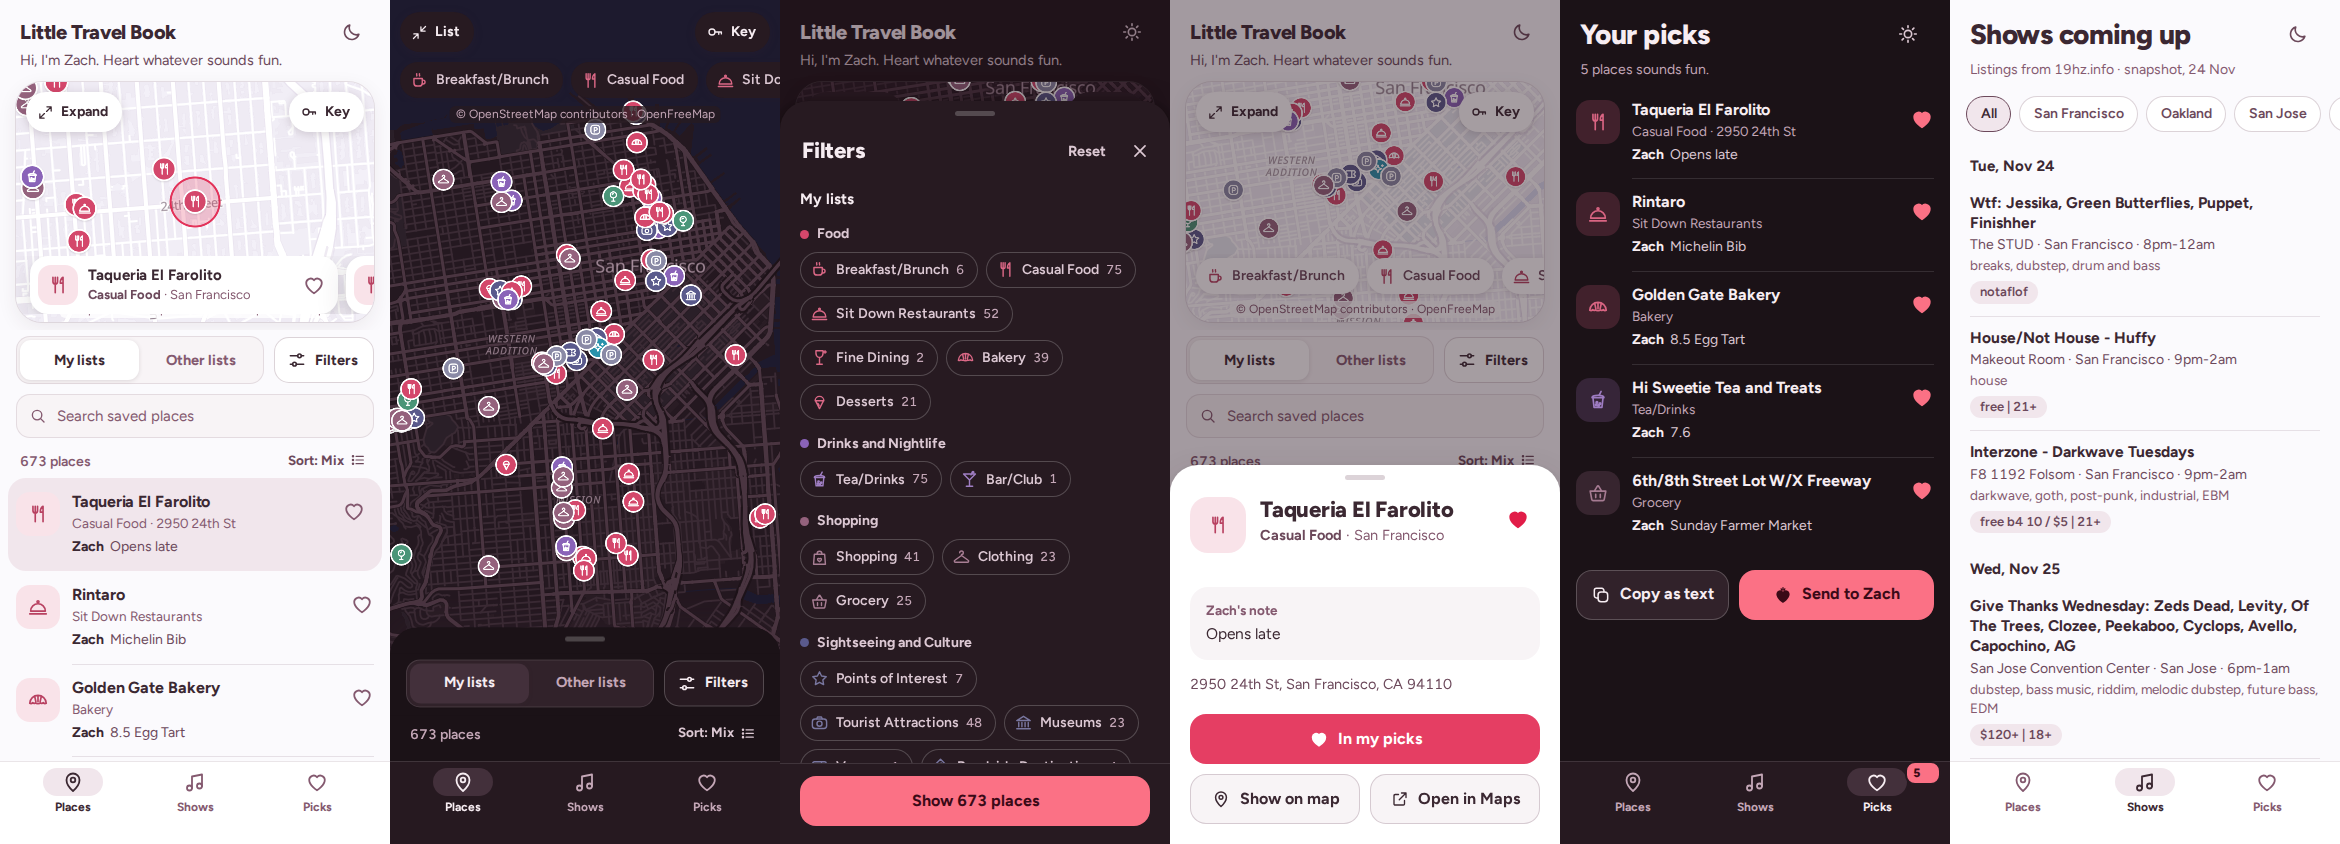 Little Travel Book
Hi, I'm Zach. Heart whatever sounds fun.
Expand
Key
Taqueria El Farolito
Casual Food · San Francisco
My lists
Other lists
Filters
Search saved places
673 places
Sort: Mix
Taqueria El Farolito
Casual Food · 2950 24th St
Zach Opens late
Rintaro
Sit Down Restaurants
Zach Michelin Bib
Golden Gate Bakery
Bakery
Zach 8.5 Egg Tart
Places
Shows
Picks
List
Key
Breakfast/Brunch
Casual Food
Sit Do
© OpenStreetMap contributors · OpenFreeMap
WESTERN
ADDITION
My lists
Other lists
Filters
673 places
Sort: Mix
Places
Shows
Picks
Little Travel Book
Hi, I'm Zach. Heart whatever sounds fun.
Filters
Reset
My lists
Food
Breakfast/Brunch 6
Casual Food 75
Sit Down Restaurants 52
Fine Dining 2
Bakery 39
Desserts 21
Drinks and Nightlife
Tea/Drinks 75
Bar/Club 1
Shopping
Shopping 41
Clothing 23
Grocery 25
Sightseeing and Culture
Points of Interest 7
Tourist Attractions 48
Museums 23
Show 673 places
Little Travel Book
Hi, I'm Zach. Heart whatever sounds fun.
San Francisco
Expand
Key
WESTERN
ADDITION
Breakfast/Brunch
Casual Food
S
© OpenStreetMap contributors · OpenFreeMap
My lists
Other lists
Filters
Search saved places
673 places
Sort: Mix
Taqueria El Farolito
Casual Food · San Francisco
Zach's note
Opens late
2950 24th St, San Francisco, CA 94110
In my picks
Show on map
Open in Maps
Your picks
5 places sounds fun.
Taqueria El Farolito
Casual Food · 2950 24th St
Zach Opens late
Rintaro
Sit Down Restaurants
Zach Michelin Bib
Golden Gate Bakery
Bakery
Zach 8.5 Egg Tart
Hi Sweetie Tea and Treats
Tea/Drinks
Zach 7.6
6th/8th Street Lot W/X Freeway
Grocery
Zach Sunday Farmer Market
Copy as text
Send to Zach
Places
Shows
Picks
5
Shows coming up
Listings from 19hz.info · snapshot, 24 Nov
All
San Francisco
Oakland
San Jose
Tue, Nov 24
Wtf: Jessika, Green Butterflies, Puppet,
Finishher
The STUD · San Francisco · 8pm-12am
breaks, dubstep, drum and bass
notaflof
House/Not House - Huffy
Makeout Room · San Francisco · 9pm-2am
house
free | 21+
Interzone - Darkwave Tuesdays
F8 1192 Folsom · San Francisco · 9pm-2am
darkwave, goth, post-punk, industrial, EBM
free b4 10 / $5 | 21+
Wed, Nov 25
Give Thanks Wednesday: Zeds Dead, Levity, Of
The Trees, Clozee, Peekaboo, Cyclops, Avello,
Capochino, AG
San Jose Convention Center · San Jose · 6pm-1am
dubstep, bass music, riddim, melodic dubstep, future bass,
EDM
$120+ | 18+
Places
Shows
Picks